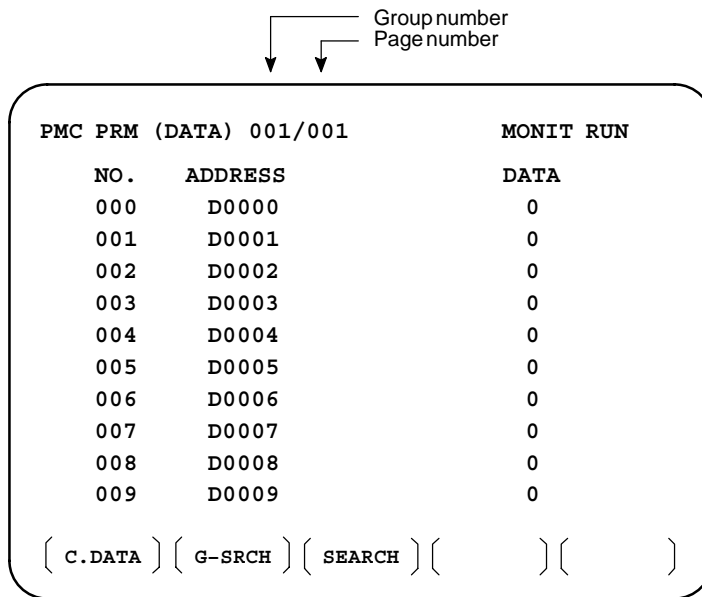 Group number
Page number
PMC PRM (DATA) 001/001 MONIT RUN
NO. ADDRESS DATA
000 D0000 0
001 D0001 0
002 D0002 0
003 D0003 0
004 D0004 0
005 D0005 0
006 D0006 0
007 D0007 0
008 D0008 0
009 D0009 0
C.DATA G-SRCH SEARCH